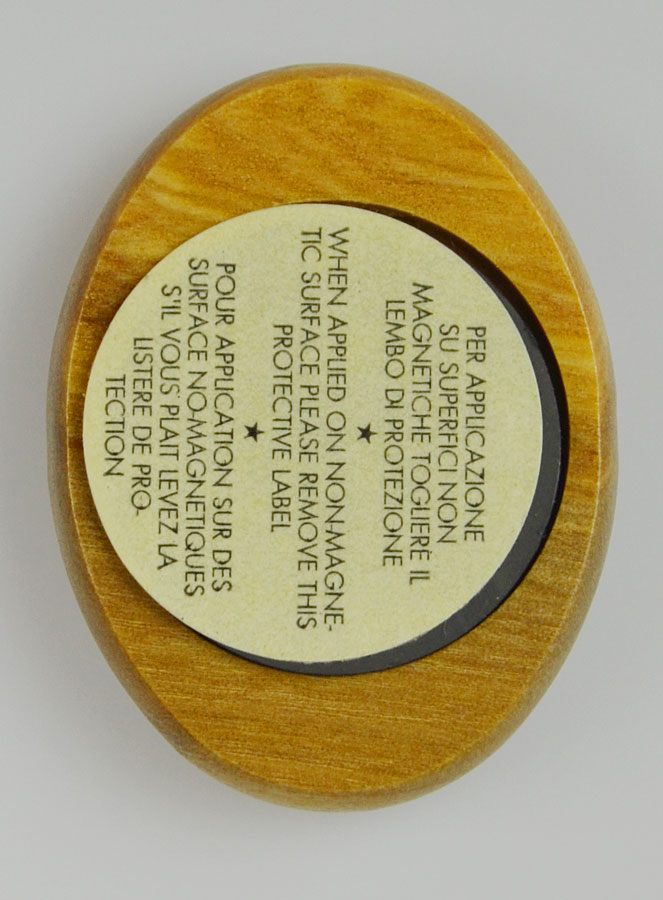 PER APPLICAZIONE
SU SUPERFICI NON
MAGNETICHE TOGLIERE IL
LEMBO DI PROTEZIONE
★
WHEN APPLIED ON NON-MAGNE-
TIC SURFACE PLEASE REMOVE THIS
PROTECTIVE LABEL
★
POUR APPLICATION SUR DES
SURFACE NO-MAGNETIQUES
S'IL VOUS PLAIT LEVEZ LA
LISTERE DE PRO-
TECTION